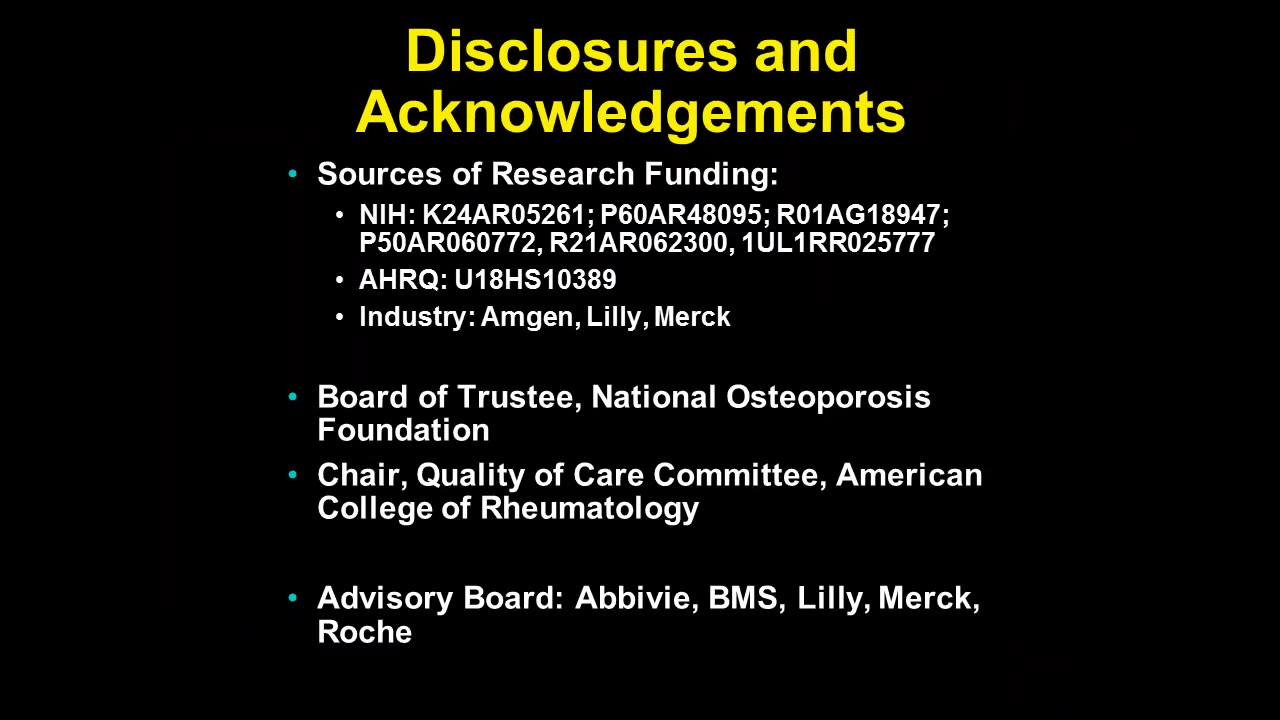 Disclosures and
Acknowledgements
• Sources of Research Funding:
• NIH: K24AR05261; P60AR48095; R01AG18947;
P50AR060772, R21AR062300, 1UL1RR025777
• AHRQ: U18HS10389
• Industry: Amgen, Lilly, Merck
• Board of Trustee, National Osteoporosis
Foundation
• Chair, Quality of Care Committee, American
College of Rheumatology
• Advisory Board: Abbivie, BMS, Lilly, Merck,
Roche